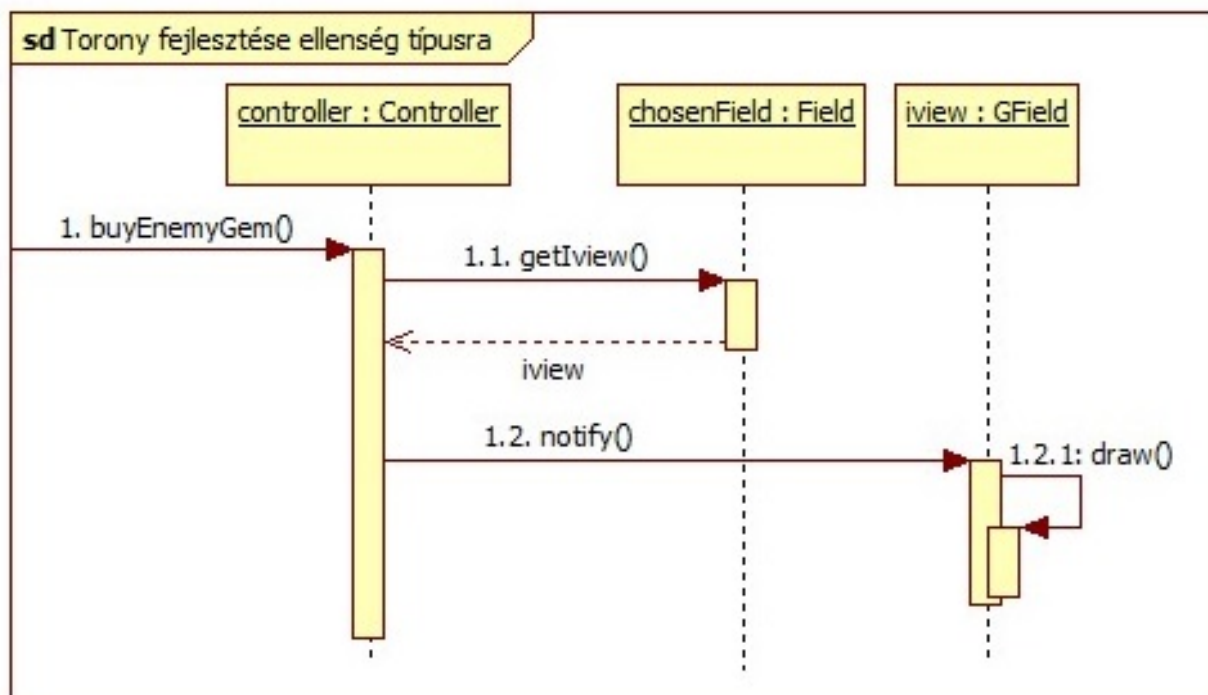 sd Torony fejlesztése ellenség típusra
controller : Controller
chosenField : Field
iview : GField
1. buyEnemyGem()
1.1. getIview()
iview
1.2. notify()
1.2.1: draw()